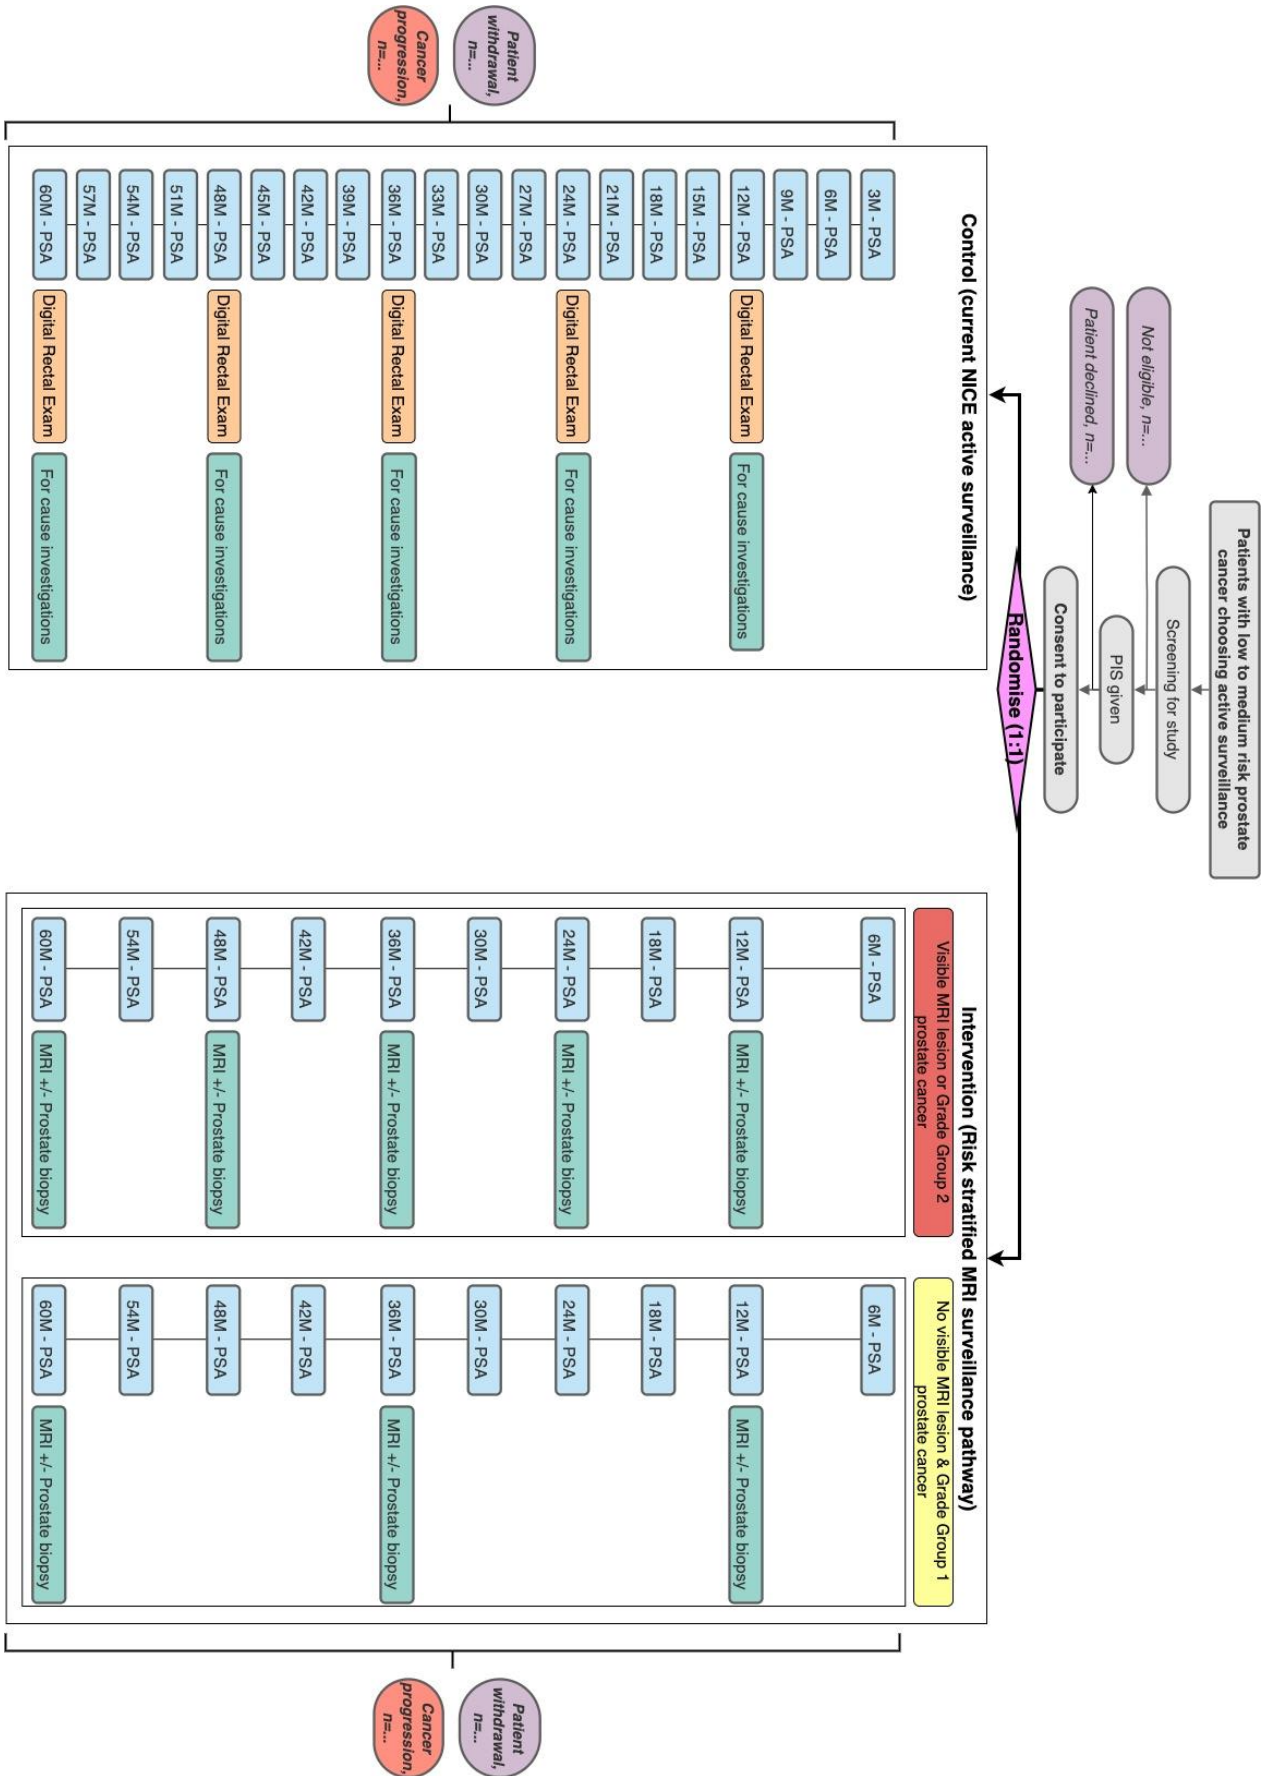 Patients with low to medium risk prostate
cancer choosing active surveillance
Screening for study
Not eligible, n=...
PIS given
Patient declined, n=...
Consent to participate
Randomise (1:1)
Control (current NICE active surveillance)
3M - PSA
6M - PSA
9M - PSA
12M - PSA
Digital Rectal Exam
For cause investigations
15M - PSA
18M - PSA
21M - PSA
24M - PSA
Digital Rectal Exam
For cause investigations
27M - PSA
30M - PSA
33M - PSA
36M - PSA
Digital Rectal Exam
For cause investigations
39M - PSA
42M - PSA
45M - PSA
48M - PSA
Digital Rectal Exam
For cause investigations
51M - PSA
54M - PSA
57M - PSA
60M - PSA
Digital Rectal Exam
For cause investigations
Patient
withdrawal,
n=...
Cancer
progression,
n=...
Intervention (Risk stratified MRI surveillance pathway)
Visible MRI lesion or Grade Group 2
prostate cancer
6M - PSA
12M - PSA
MRI +/- Prostate biopsy
18M - PSA
24M - PSA
MRI +/- Prostate biopsy
30M - PSA
36M - PSA
MRI +/- Prostate biopsy
42M - PSA
48M - PSA
MRI +/- Prostate biopsy
54M - PSA
60M - PSA
MRI +/- Prostate biopsy
No visible MRI lesion & Grade Group 1
prostate cancer
6M - PSA
12M - PSA
MRI +/- Prostate biopsy
18M - PSA
24M - PSA
30M - PSA
36M - PSA
MRI +/- Prostate biopsy
42M - PSA
48M - PSA
54M - PSA
60M - PSA
MRI +/- Prostate biopsy
Patient
withdrawal,
n=...
Cancer
progression,
n=...